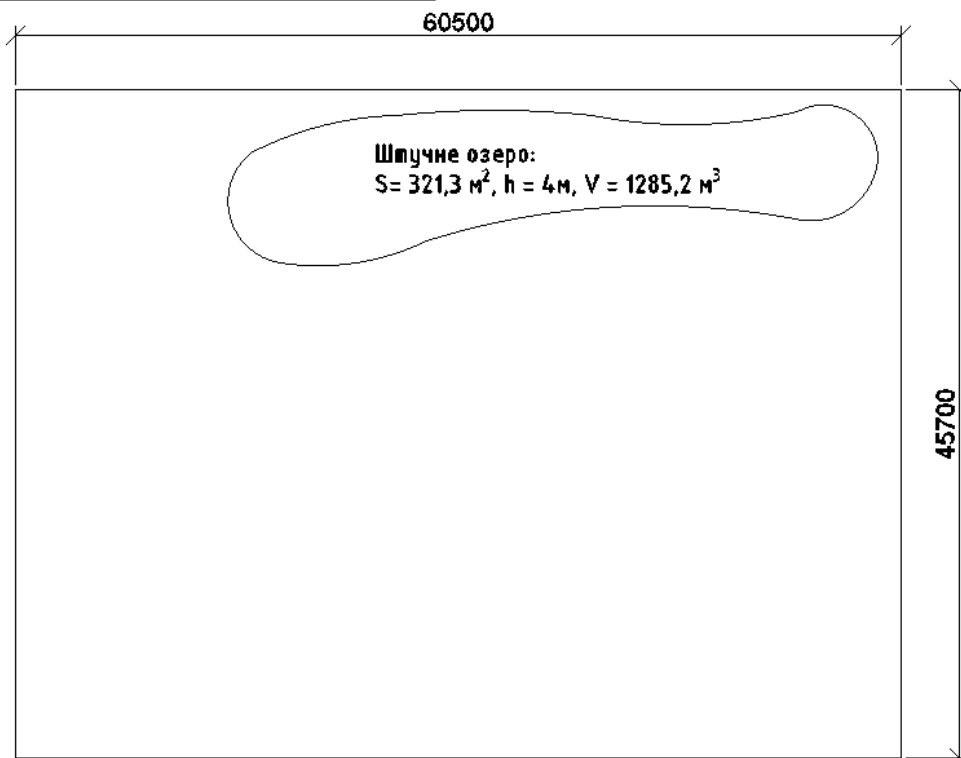 60500
Штучне озеро:
S= 321,3 м², h = 4м, V = 1285,2 м³
45700